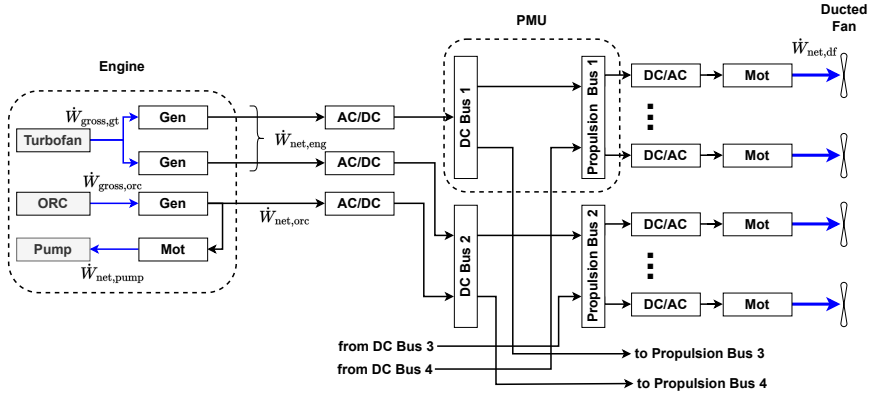 PMU
Ducted
Fan
Engine
Ẇnet,df
Ẇgross,gt
Turbofan
Gen
Gen
Ẇnet,eng
AC/DC
AC/DC
DC Bus 1
Propulsion Bus 1
DC/AC
Mot
DC/AC
Mot
Ẇgross,orc
ORC
Gen
Ẇnet,orc
AC/DC
Pump
Mot
Ẇnet,pump
DC Bus 2
Propulsion Bus 2
DC/AC
Mot
DC/AC
Mot
from DC Bus 3
to Propulsion Bus 3
from DC Bus 4
to Propulsion Bus 4